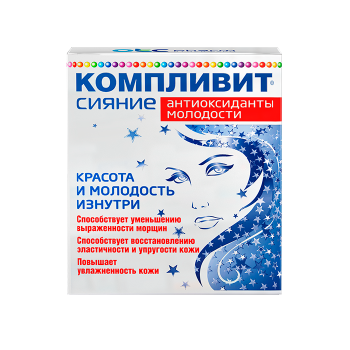 КОМПЛИВИТ®
СИЯНИЕ
АНТИОКСИДАНТЫ
МОЛОДОСТИ
КРАСОТА
И МОЛОДОСТЬ
ИЗНУТРИ
Способствует уменьшению
выраженности морщин
Способствует восстановлению
эластичности и упругости кожи
Повышает
увлажненность кожи